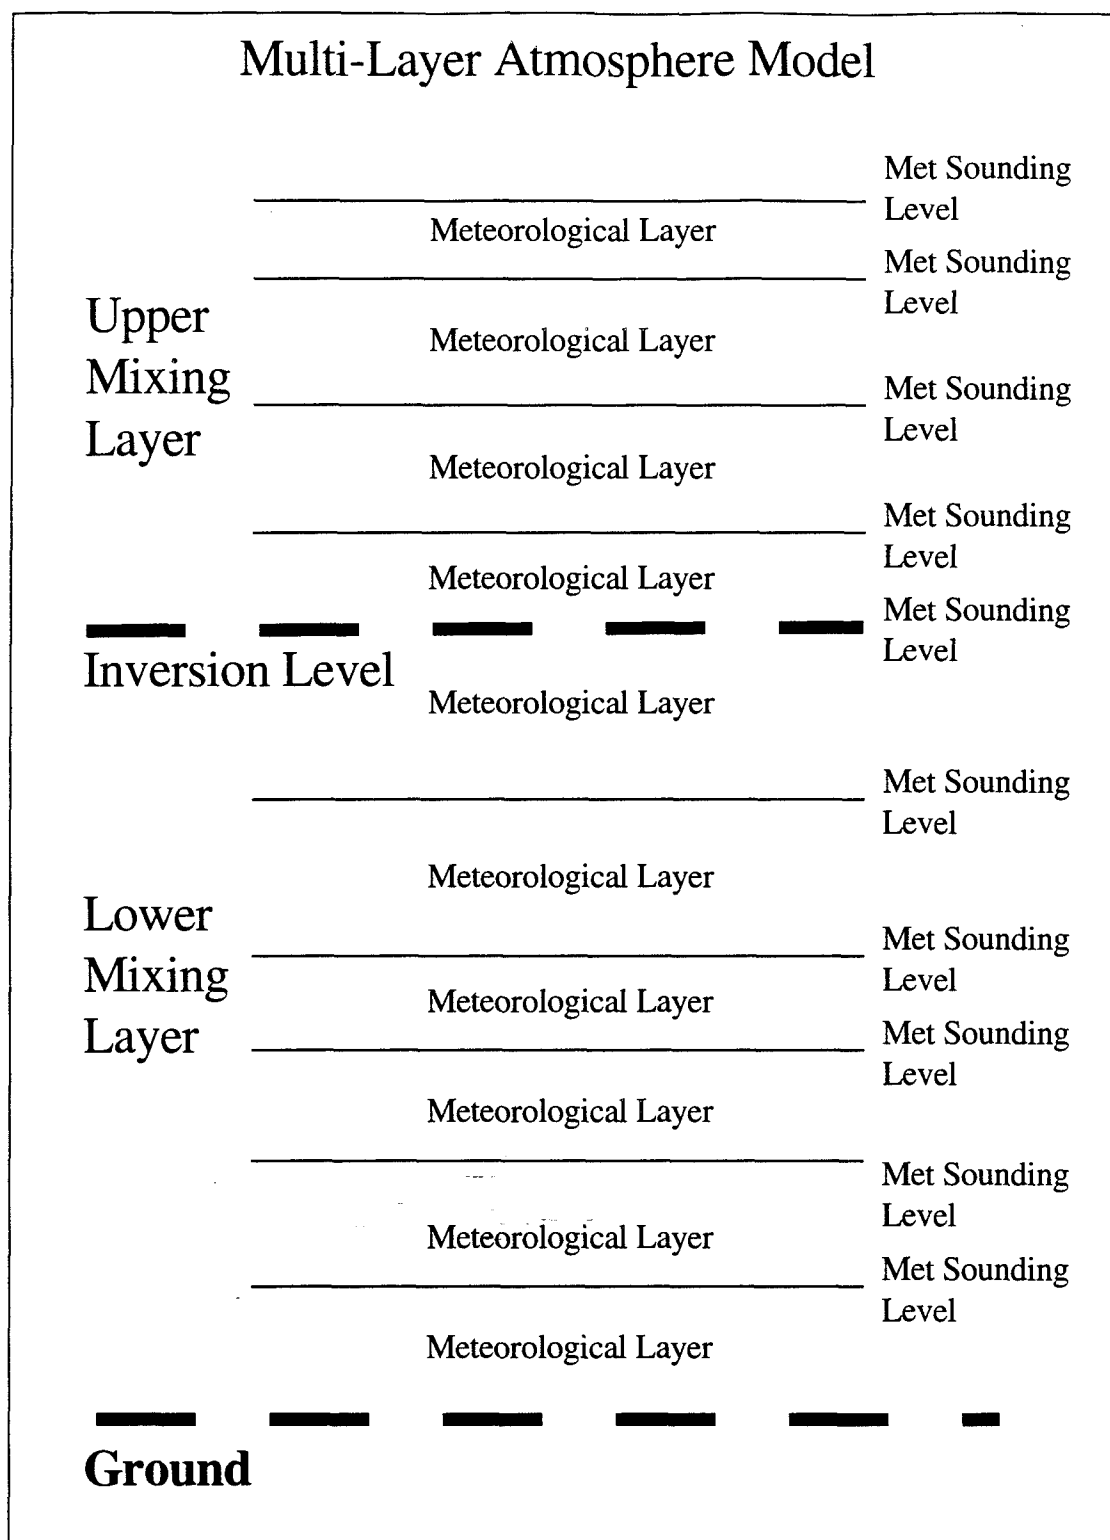 Multi-Layer Atmosphere Model
Met Sounding
Level
Meteorological Layer
Met Sounding
Level
Upper
Mixing
Layer
Meteorological Layer
Met Sounding
Level
Meteorological Layer
Met Sounding
Level
Meteorological Layer
Met Sounding
Level
Inversion Level
Meteorological Layer
Met Sounding
Level
Meteorological Layer
Lower
Mixing
Layer
Met Sounding
Level
Meteorological Layer
Met Sounding
Level
Meteorological Layer
Met Sounding
Level
Meteorological Layer
Met Sounding
Level
Meteorological Layer
Ground